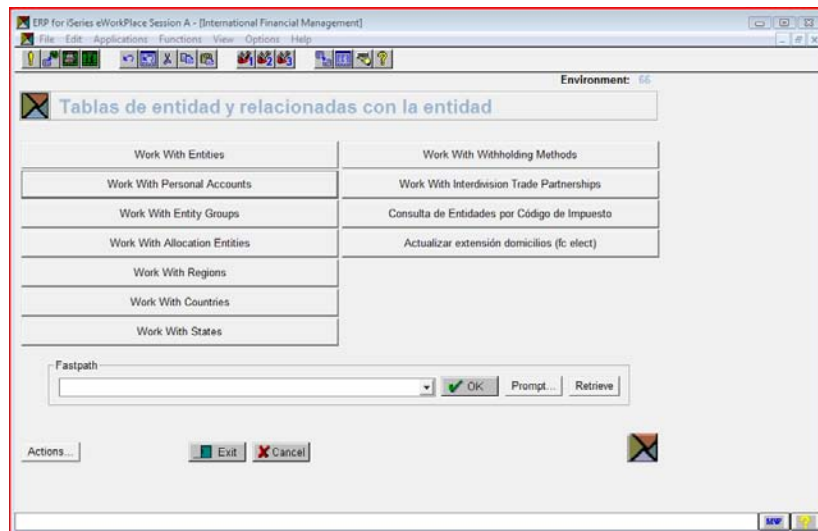 ERP for iSeries eWorkPlace Session A - [International Financial Management]
File Edit Applications Functions View Options Help
Environment: 66
Tablas de entidad y relacionadas con la entidad
Work With Entities
Work With Withholding Methods
Work With Personal Accounts
Work With Interdivision Trade Partnerships
Work With Entity Groups
Consulta de Entidades por Código de Impuesto
Work With Allocation Entities
Actualizar extensión domicilios (fc elect)
Work With Regions
Work With Countries
Work With States
Fastpath
OK Prompt... Retrieve
Actions... Exit Cancel
MW